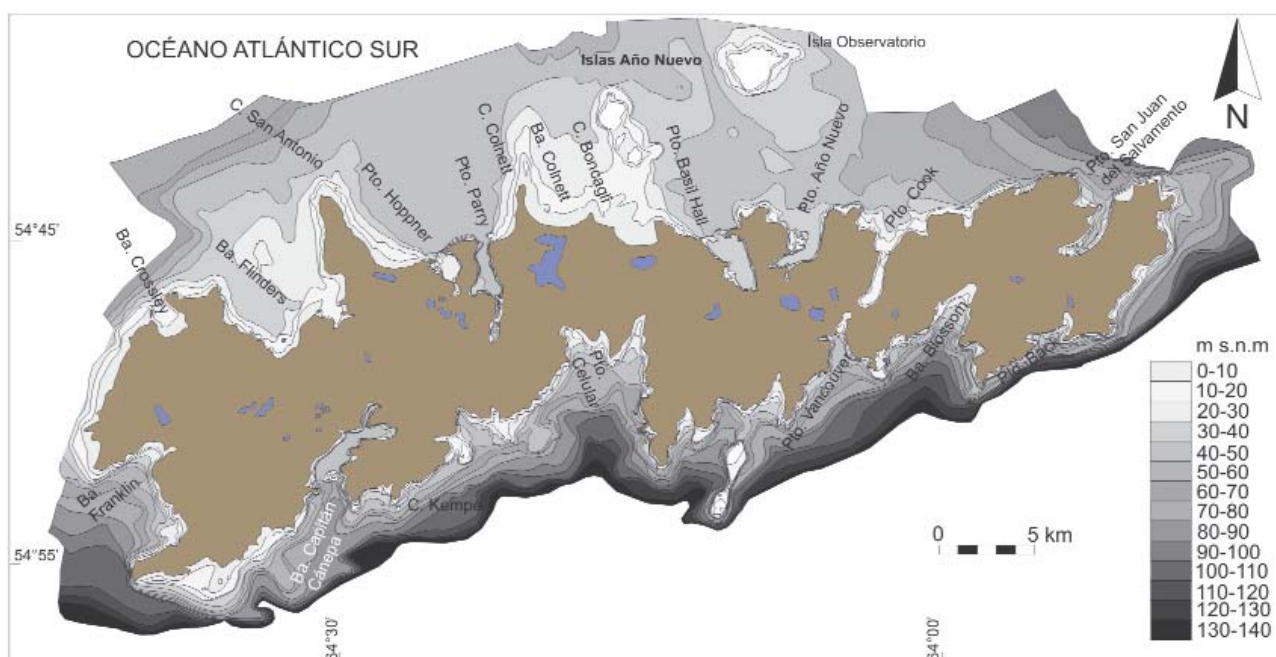 OCÉANO ATLÁNTICO SUR
Isla Observatorio
Islas Año Nuevo
N
C. San Antonio
Pto. Hoppner
Pto. Parry
C. Colnett
Ba. Colnett
C. Boncagli
Pto. Basil Hall
Pto. Año Nuevo
Pto. Cook
Pto. San Juan
del Salvamento
54°45'
Ba. Crossley
Ba. Flinders
Pto.
Celular
Pto. Vancouver
Ba. Blossom
Ba.
Franklin
C. Kempe
Ba. Capitán
Cánepa
54°55'
64°30'
64°00'
0
5 km
m s.n.m
0-10
10-20
20-30
30-40
40-50
50-60
60-70
70-80
80-90
90-100
100-110
110-120
120-130
130-140